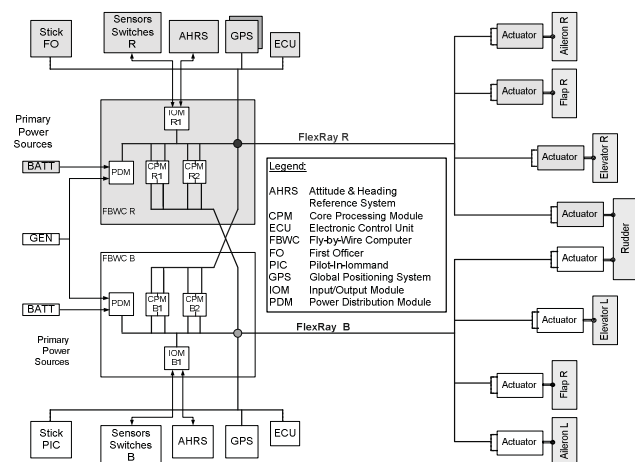 Stick
FO
Sensors
Switches
R
AHRS
GPS
ECU
Actuator
Aileron R
Actuator
Flap R
Actuator
Elevator R
Actuator
Rudder
Actuator
Actuator
Elevator L
Actuator
Flap R
Actuator
Aileron L
Primary
Power
Sources
BATT
GEN
BATT
Primary
Power
Sources
IOM
R1
PDM
CPM
R1
CPM
R2
FBWC R
FlexRay R
Legend:
AHRS Attitude & Heading
Reference System
CPM Core Processing Module
ECU Electronic Control Unit
FBWC Fly-by-Wire Computer
FO First Officer
PIC Pilot-In-Iommand
GPS Global Positioning System
IOM Input/Output Module
PDM Power Distribution Module
FBWC B
PDM
CPM
B1
CPM
B2
IOM
B1
FlexRay B
Stick
PIC
Sensors
Switches
B
AHRS
GPS
ECU